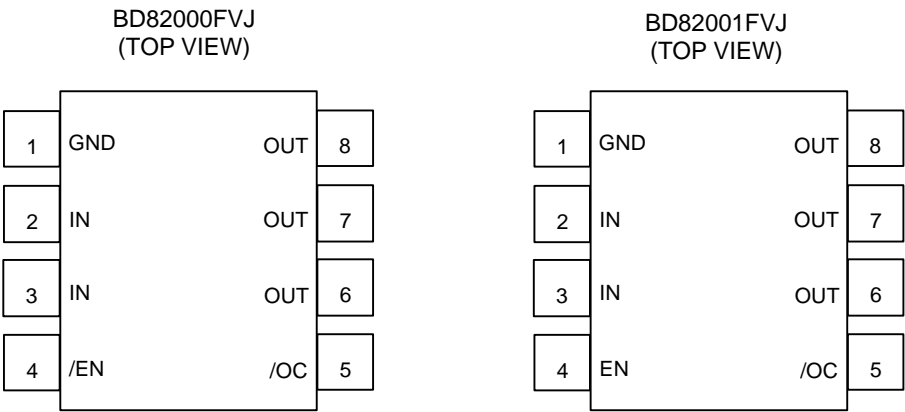 BD82000FVJ
(TOP VIEW)
1 GND OUT 8
2 IN OUT 7
3 IN OUT 6
4 /EN /OC 5
BD82001FVJ
(TOP VIEW)
1 GND OUT 8
2 IN OUT 7
3 IN OUT 6
4 EN /OC 5